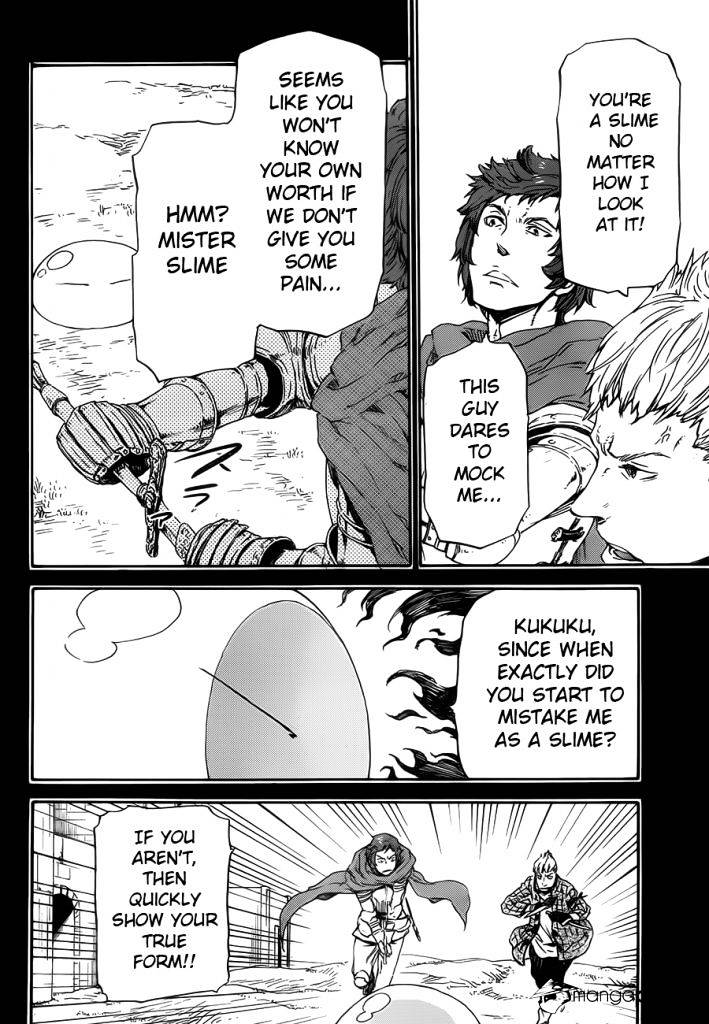 YOU'RE
A SLIME
NO
MATTER
HOW I
LOOK
AT IT!
THIS
GUY
DARES
TO
MOCK
ME...
SEEMS
LIKE YOU
WON'T
KNOW
YOUR OWN
WORTH IF
WE DON'T
GIVE YOU
SOME
PAIN...
HMM?
MISTER
SLIME
KUKUKU,
SINCE WHEN
EXACTLY DID
YOU START TO
MISTAKE ME
AS A SLIME?
IF YOU
AREN'T,
THEN
QUICKLY
SHOW YOUR
TRUE
FORM!!